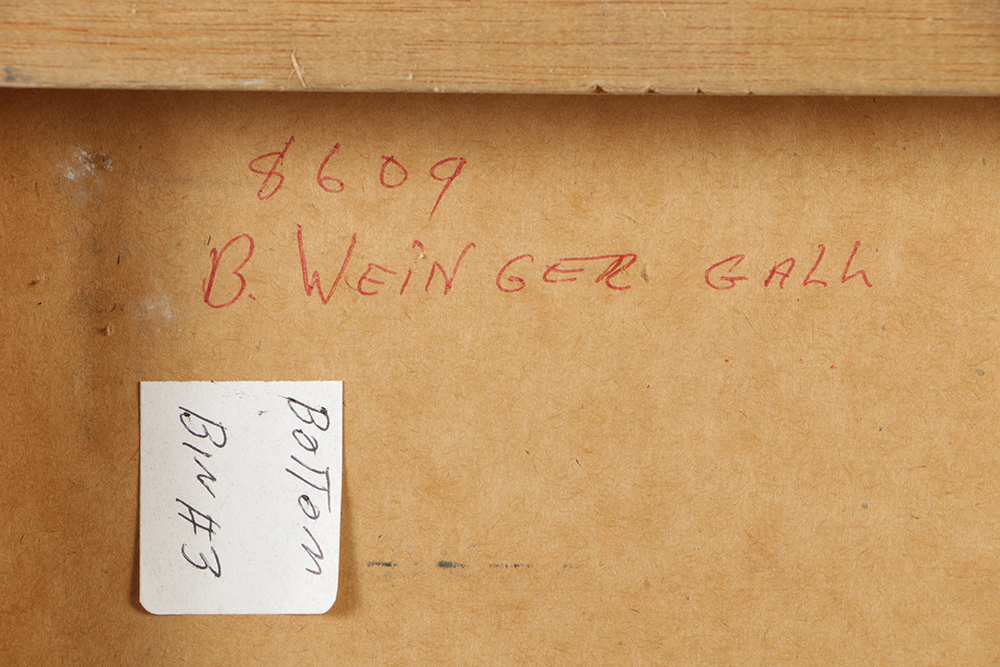 8609
B. WEINGER GALL
BOTTOM
BIN #3